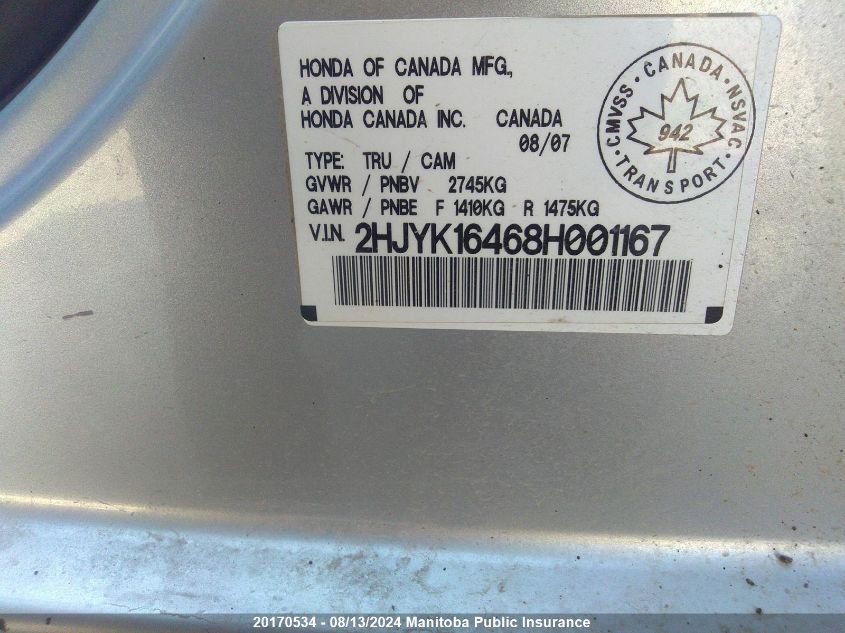 HONDA OF CANADA MFG.,
A DIVISION OF
HONDA CANADA INC. CANADA
08/07
TYPE: TRU / CAM
GVWR / PNBV 2745KG
GAWR / PNBE F 1410KG R 1475KG
V.I.N. 2HJYK16468H001167
CMVSS · CANADA · NSVAC · TRANSPORT ·
942
20170534 - 08/13/2024 Manitoba Public Insurance